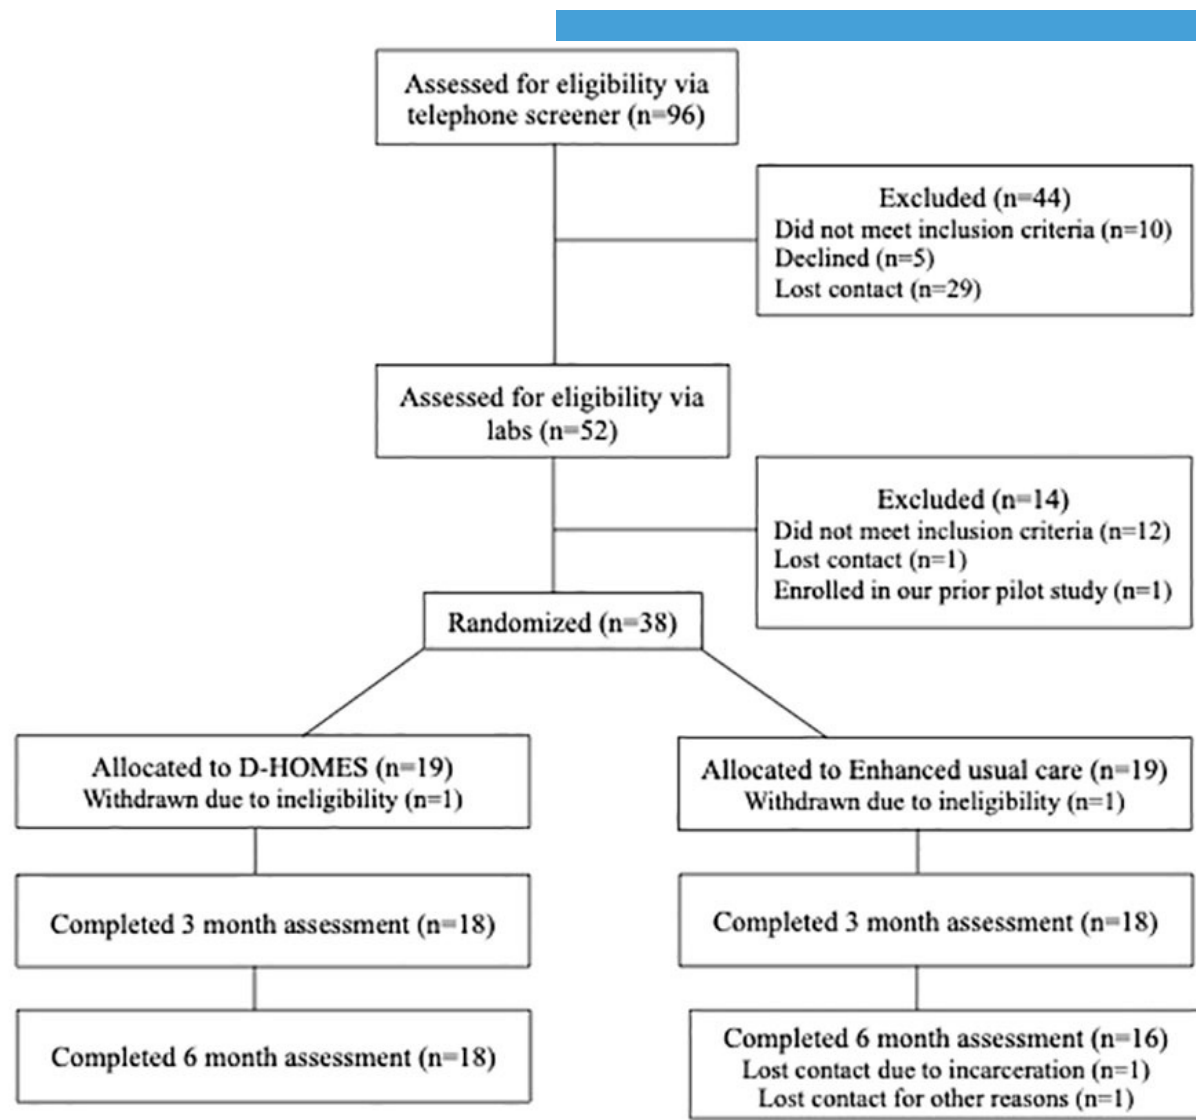 Assessed for eligibility via
telephone screener (n=96)
Excluded (n=44)
Did not meet inclusion criteria (n=10)
Declined (n=5)
Lost contact (n=29)
Assessed for eligibility via
labs (n=52)
Excluded (n=14)
Did not meet inclusion criteria (n=12)
Lost contact (n=1)
Enrolled in our prior pilot study (n=1)
Randomized (n=38)
Allocated to D-HOMES (n=19)
Withdrawn due to ineligibility (n=1)
Allocated to Enhanced usual care (n=19)
Withdrawn due to ineligibility (n=1)
Completed 3 month assessment (n=18)
Completed 3 month assessment (n=18)
Completed 6 month assessment (n=18)
Completed 6 month assessment (n=16)
Lost contact due to incarceration (n=1)
Lost contact for other reasons (n=1)